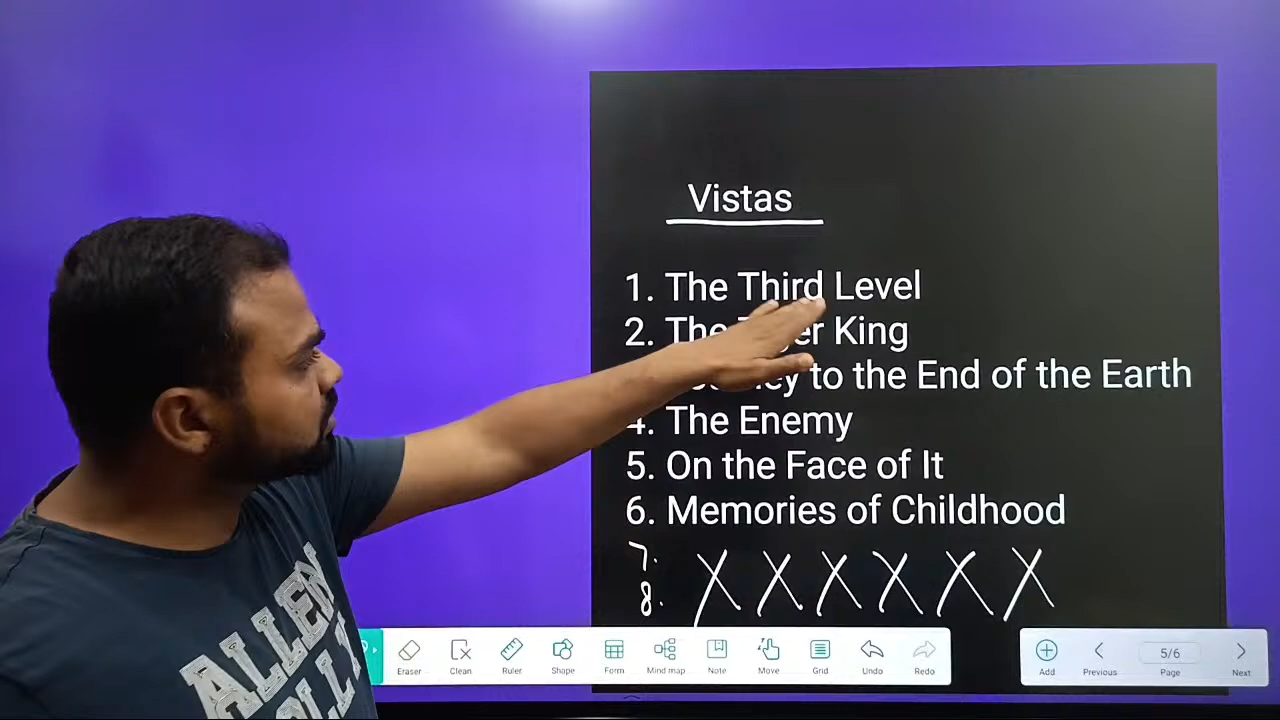 Vistas
1. The Third Level
2. The King
to the End of the Earth
4. The Enemy
5. On the Face of It
6. Memories of Childhood
7. X X X X X X
8.
ALLEN
Eraser Clean Ruler Shape Form Mind map Note Move Grid Undo Redo
Add Previous 5/6 Page Next